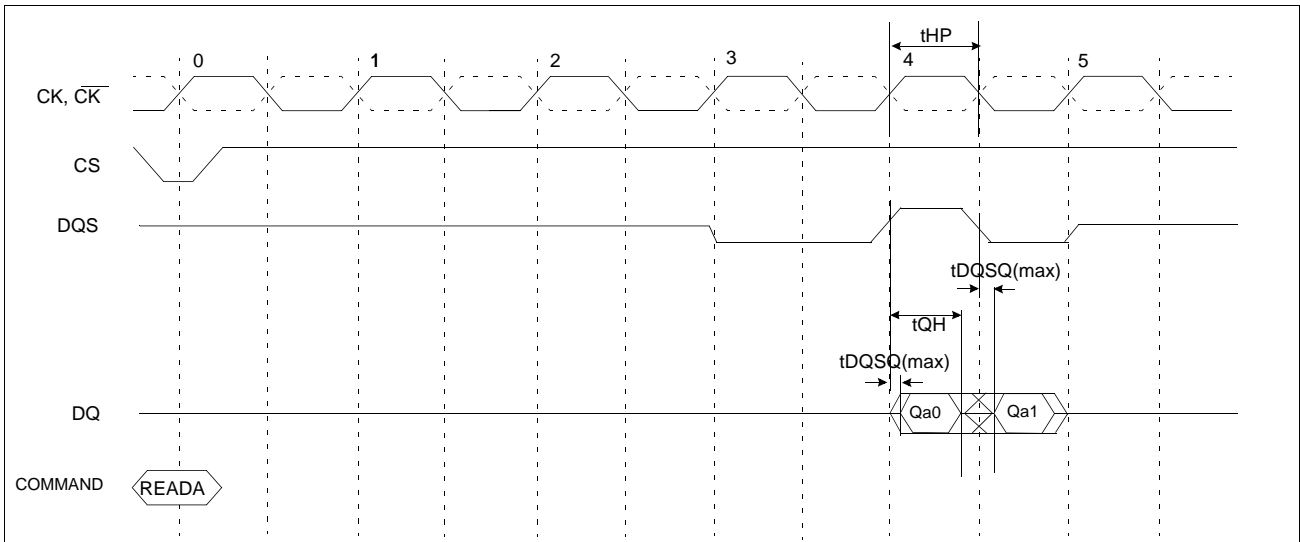 tHP
0 1 2 3 4 5
CK, C̅K̅
CS
DQS
tDQSQ(max)
tQH
tDQSQ(max)
DQ Qa0 Qa1
COMMAND READA